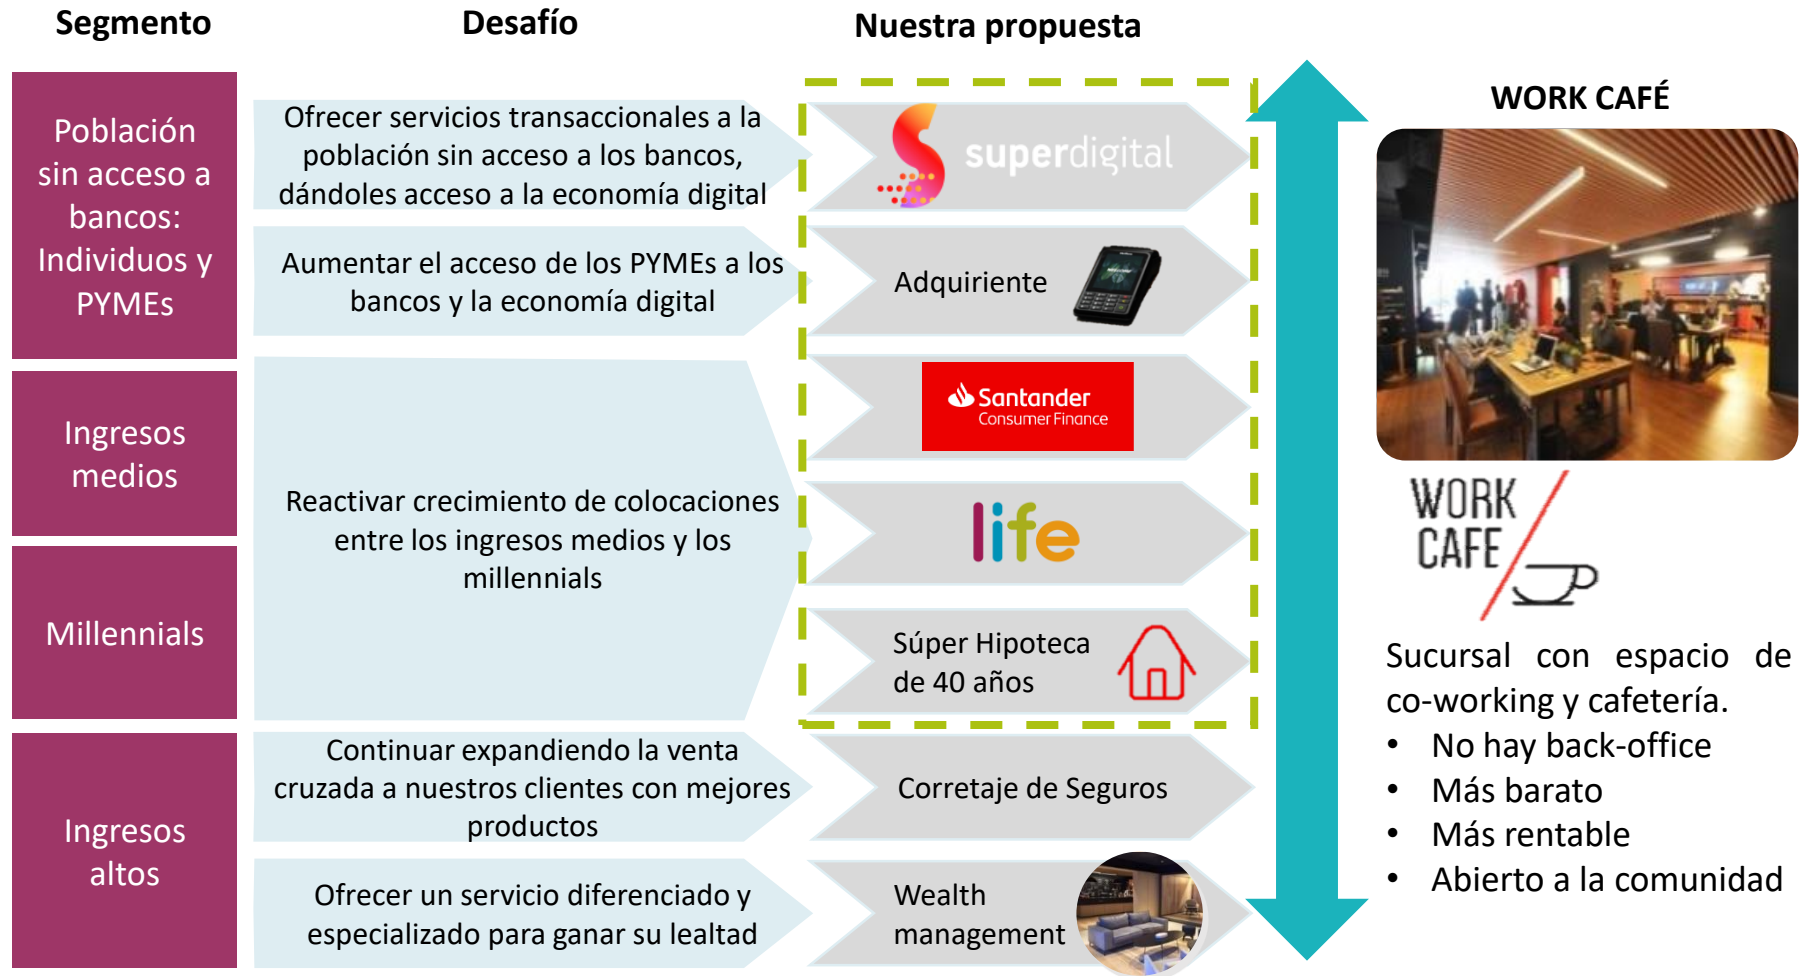 Segmento
Desafío
Nuestra propuesta
Población
sin acceso a
bancos:
Individuos y
PYMEs
Ofrecer servicios transaccionales a la
población sin acceso a los bancos,
dándoles acceso a la economía digital
superdigital
Aumentar el acceso de los PYMEs a los
bancos y la economía digital
Adquiriente
Ingresos
medios
Millennials
Reactivar crecimiento de colocaciones
entre los ingresos medios y los
millennials
Santander
Consumer Finance
life
Súper Hipoteca
de 40 años
Ingresos
altos
Continuar expandiendo la venta
cruzada a nuestros clientes con mejores
productos
Corretaje de Seguros
Ofrecer un servicio diferenciado y
especializado para ganar su lealtad
Wealth
management
WORK CAFÉ
WORK
CAFE
Sucursal con espacio de
co-working y cafetería.
• No hay back-office
• Más barato
• Más rentable
• Abierto a la comunidad